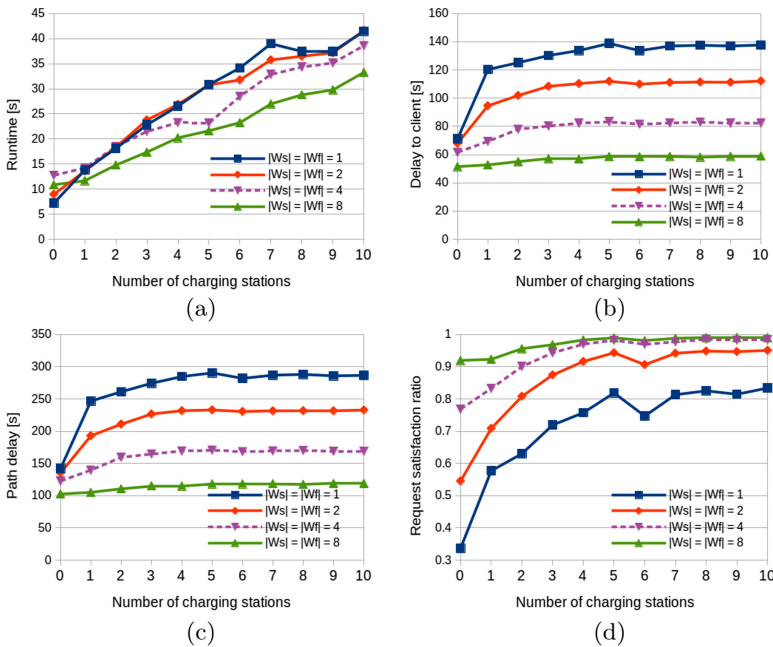 45
40
35
30
25
20
15
10
5
0
Runtime [s]
|Ws| = |Wf| = 1
|Ws| = |Wf| = 2
|Ws| = |Wf| = 4
|Ws| = |Wf| = 8
0 1 2 3 4 5 6 7 8 9 10
Number of charging stations
(a)
160
140
120
100
80
60
40
20
0
Delay to client [s]
|Ws| = |Wf| = 1
|Ws| = |Wf| = 2
|Ws| = |Wf| = 4
|Ws| = |Wf| = 8
0 1 2 3 4 5 6 7 8 9 10
Number of charging stations
(b)
350
300
250
200
150
100
50
0
Path delay [s]
|Ws| = |Wf| = 1
|Ws| = |Wf| = 2
|Ws| = |Wf| = 4
|Ws| = |Wf| = 8
0 1 2 3 4 5 6 7 8 9 10
Number of charging stations
(c)
1
0.9
0.8
0.7
0.6
0.5
0.4
0.3
Request satisfaction ratio
|Ws| = |Wf| = 1
|Ws| = |Wf| = 2
|Ws| = |Wf| = 4
|Ws| = |Wf| = 8
0 1 2 3 4 5 6 7 8 9 10
Number of charging stations
(d)